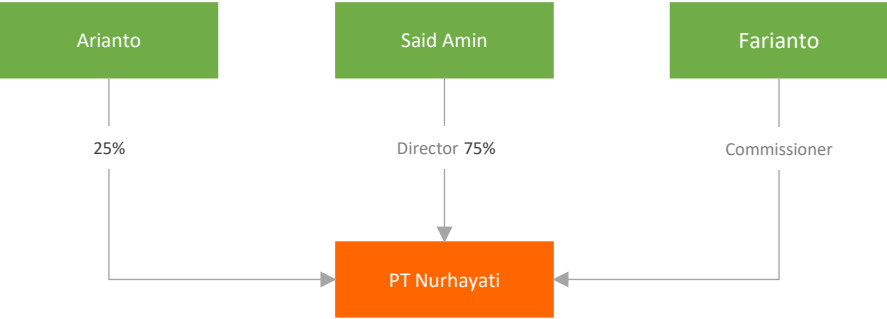 Arianto
Said Amin
Farianto
25%
Director 75%
Commissioner
PT Nurhayati